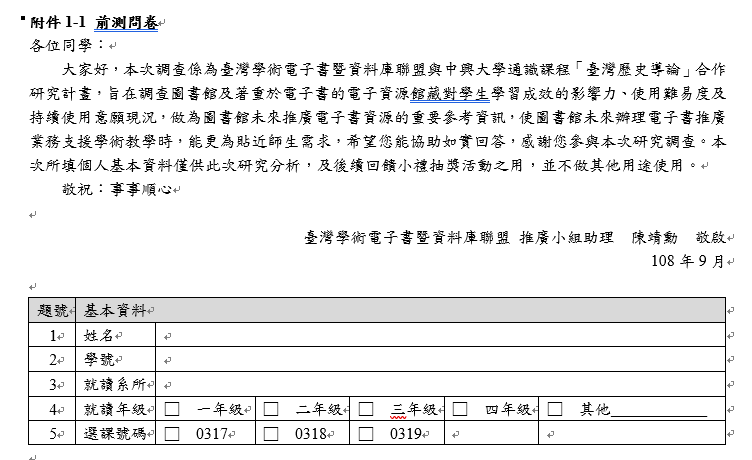 附件 1-1 前測問卷
各位同學：
大家好，本次調查係為臺灣學術電子書暨資料庫聯盟與中興大學通識課程「臺灣歷史導論」合作
研究計畫，旨在調查圖書館及著重於電子書的電子資源館藏對學生學習成效的影響力、使用難易度及
持續使用意願現況，做為圖書館未來推廣電子書資源的重要參考資訊，使圖書館未來辦理電子書推廣
業務支援學術教學時，能更為貼近師生需求，希望您能協助如實回答，感謝您參與本次研究調查。本
次所填個人基本資料僅供此次研究分析，及後續回饋小禮抽獎活動之用，並不做其他用途使用。
敬祝：事事順心
臺灣學術電子書暨資料庫聯盟 推廣小組助理 陳靖勳 敬啟
108 年 9 月
題號 基本資料
1 姓名
2 學號
3 就讀系所
4 就讀年級 □ 一年級 □ 二年級 □ 三年級 □ 四年級 □ 其他____________
5 選課號碼 □ 0317 □ 0318 □ 0319